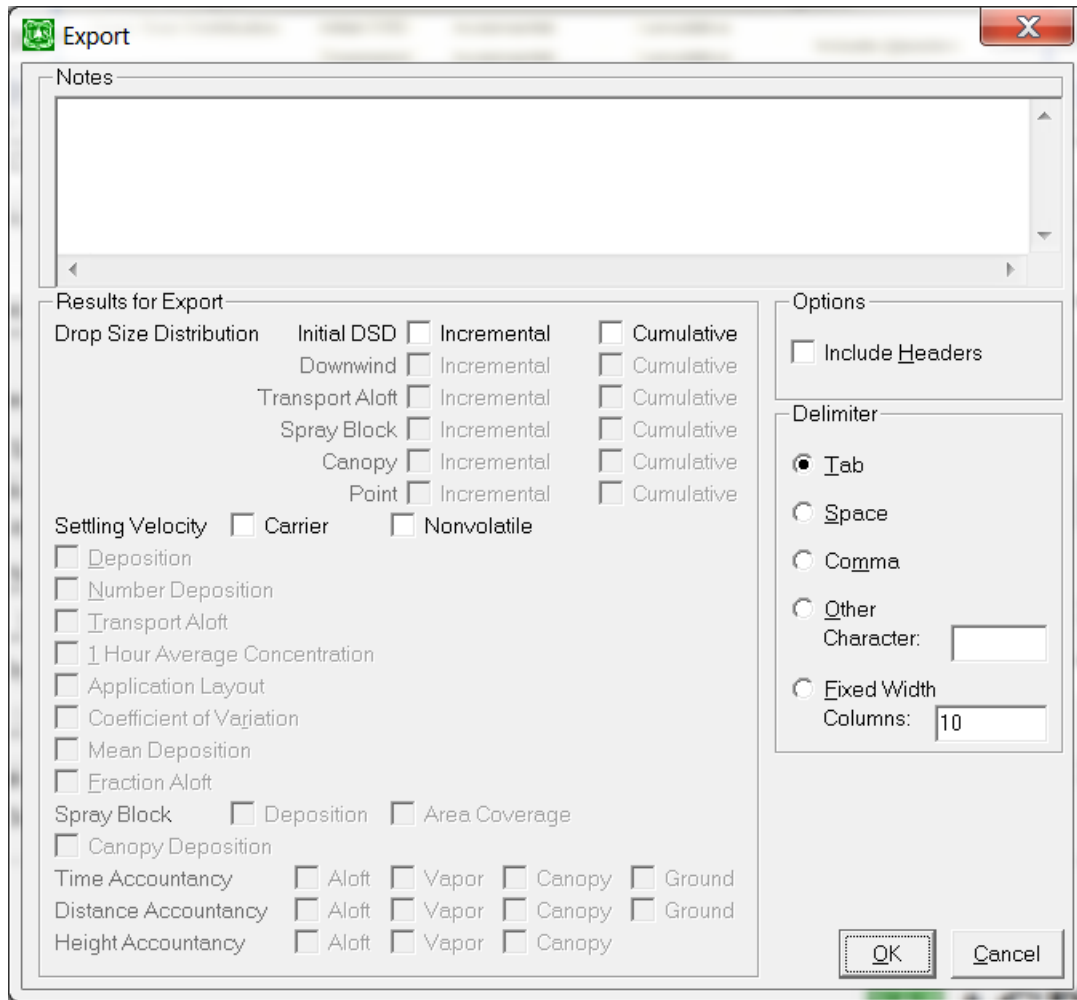 Export
Notes
Results for Export
Drop Size Distribution Initial DSD Incremental Cumulative
Downwind Incremental Cumulative
Transport Aloft Incremental Cumulative
Spray Block Incremental Cumulative
Canopy Incremental Cumulative
Point Incremental Cumulative
Settling Velocity Carrier Nonvolatile
Deposition
Number Deposition
Transport Aloft
1 Hour Average Concentration
Application Layout
Coefficient of Variation
Mean Deposition
Fraction Aloft
Spray Block Deposition Area Coverage
Canopy Deposition
Time Accountancy Aloft Vapor Canopy Ground
Distance Accountancy Aloft Vapor Canopy Ground
Height Accountancy Aloft Vapor Canopy
Options
Include Headers
Delimiter
Tab
Space
Comma
Other
Character:
Fixed Width
Columns: 10
OK Cancel